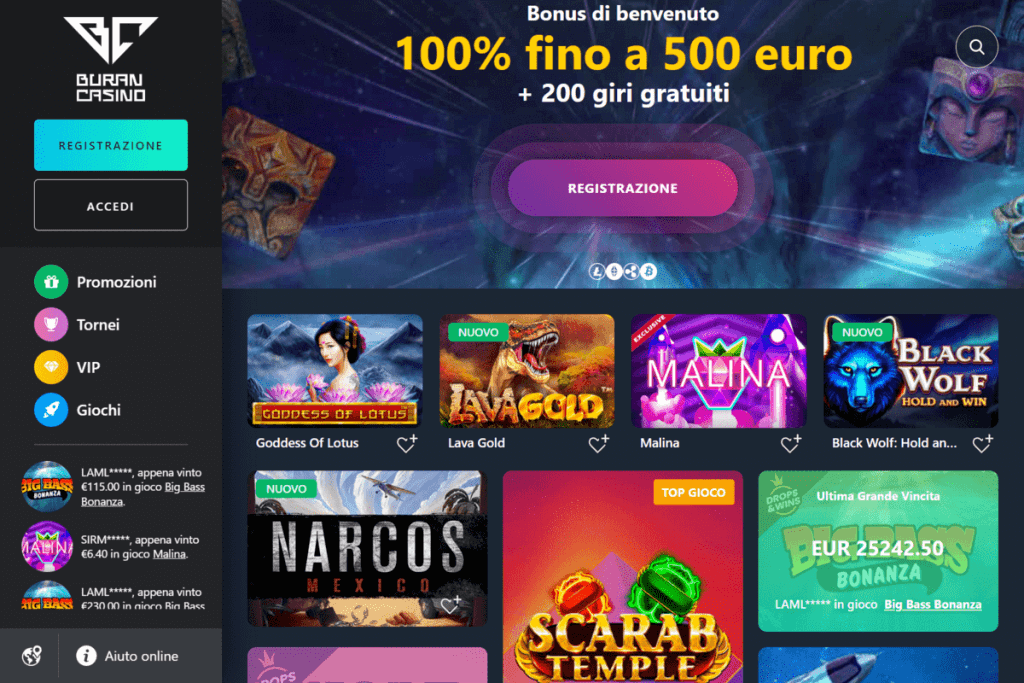 BURAN
CASINO
REGISTRAZIONE
ACCEDI
Promozioni
Tornei
VIP
Giochi
LAML*****, appena vinto
€115.00 in gioco Big Bass
Bonanza.
SIRM*****, appena vinto
€6.40 in gioco Malina.
LAML*****, appena vinto
€230.00 in gioco Big Bass
Aiuto online
Bonus di benvenuto
100% fino a 500 euro
+ 200 giri gratuiti
REGISTRAZIONE
GODDESS OF LOTUS
Goddess Of Lotus
NUOVO
LAVA GOLD
Lava Gold
EXCLUSIVE
MALINA
Malina
NUOVO
BLACK
WOLF
HOLD AND WIN
Black Wolf: Hold an...
NUOVO
NARCOS
MEXICO
TOP GIOCO
SCARAB
TEMPLE
DROPS
&WINS
Ultima Grande Vincita
BIG BASS
BONANZA
EUR 25242.50
LAML***** in gioco Big Bass Bonanza
DROPS